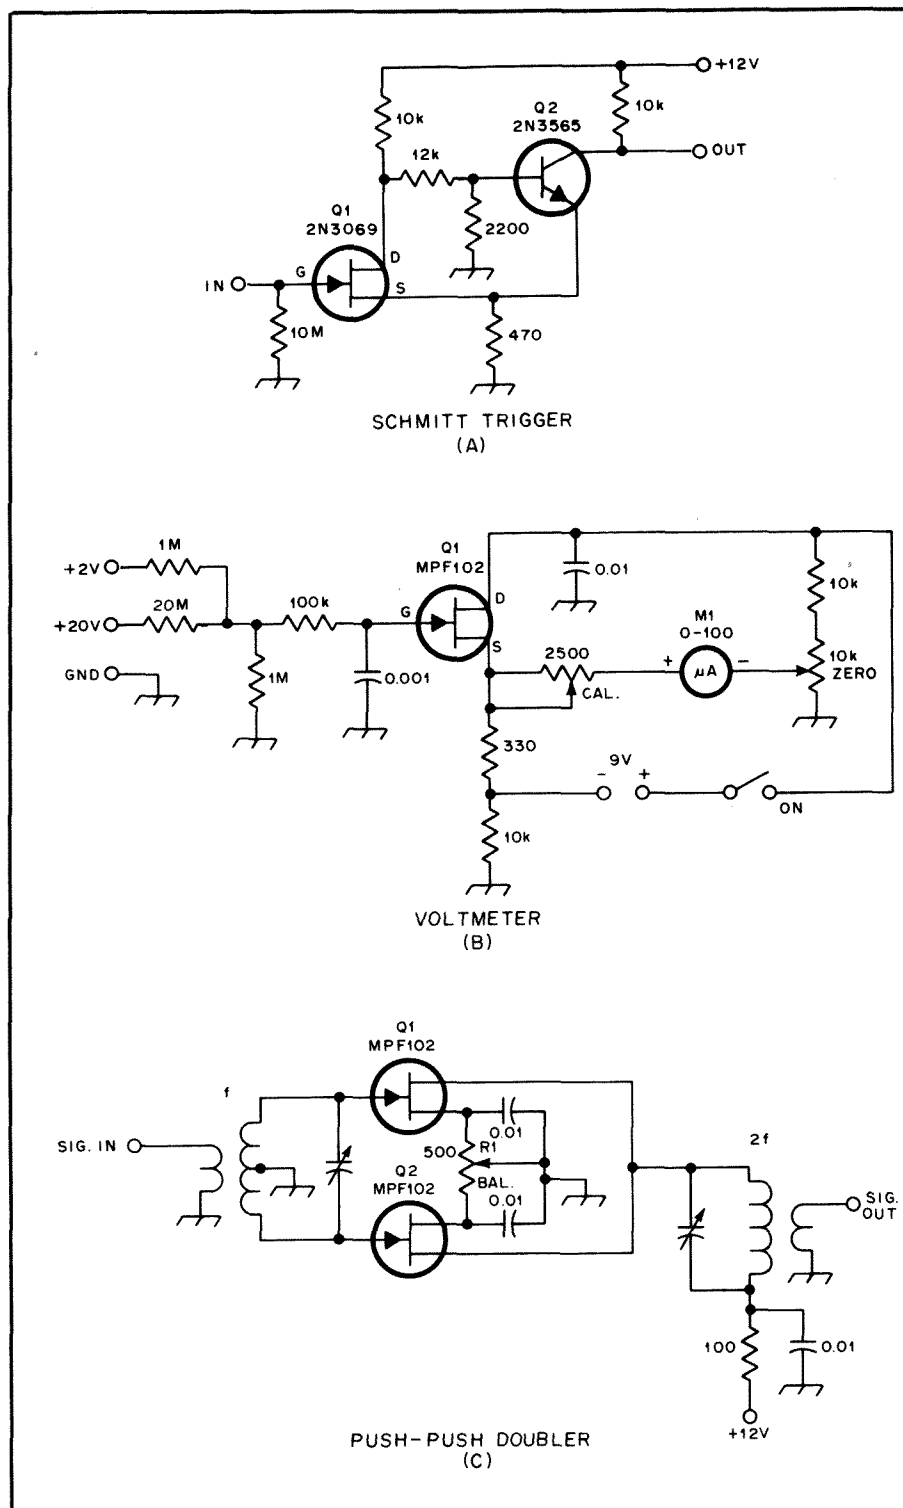 +12V
10k
Q2
2N3565
10k
OUT
12k
2200
Q1
2N3069
D
G
S
IN
10M
470
SCHMITT TRIGGER
(A)
1M
+2V
20M
+20V
100k
GND
1M
0.001
Q1
MPF102
D
G
S
0.01
10k
M1
0-100
2500
+
μA
-
10k
ZERO
CAL.
330
9V
- +
ON
10k
VOLTMETER
(B)
Q1
MPF102
f
SIG. IN
0.01
500
R1
Q2
MPF102
BAL.
0.01
2f
SIG.
OUT
100
0.01
+12V
PUSH-PUSH DOUBLER
(C)